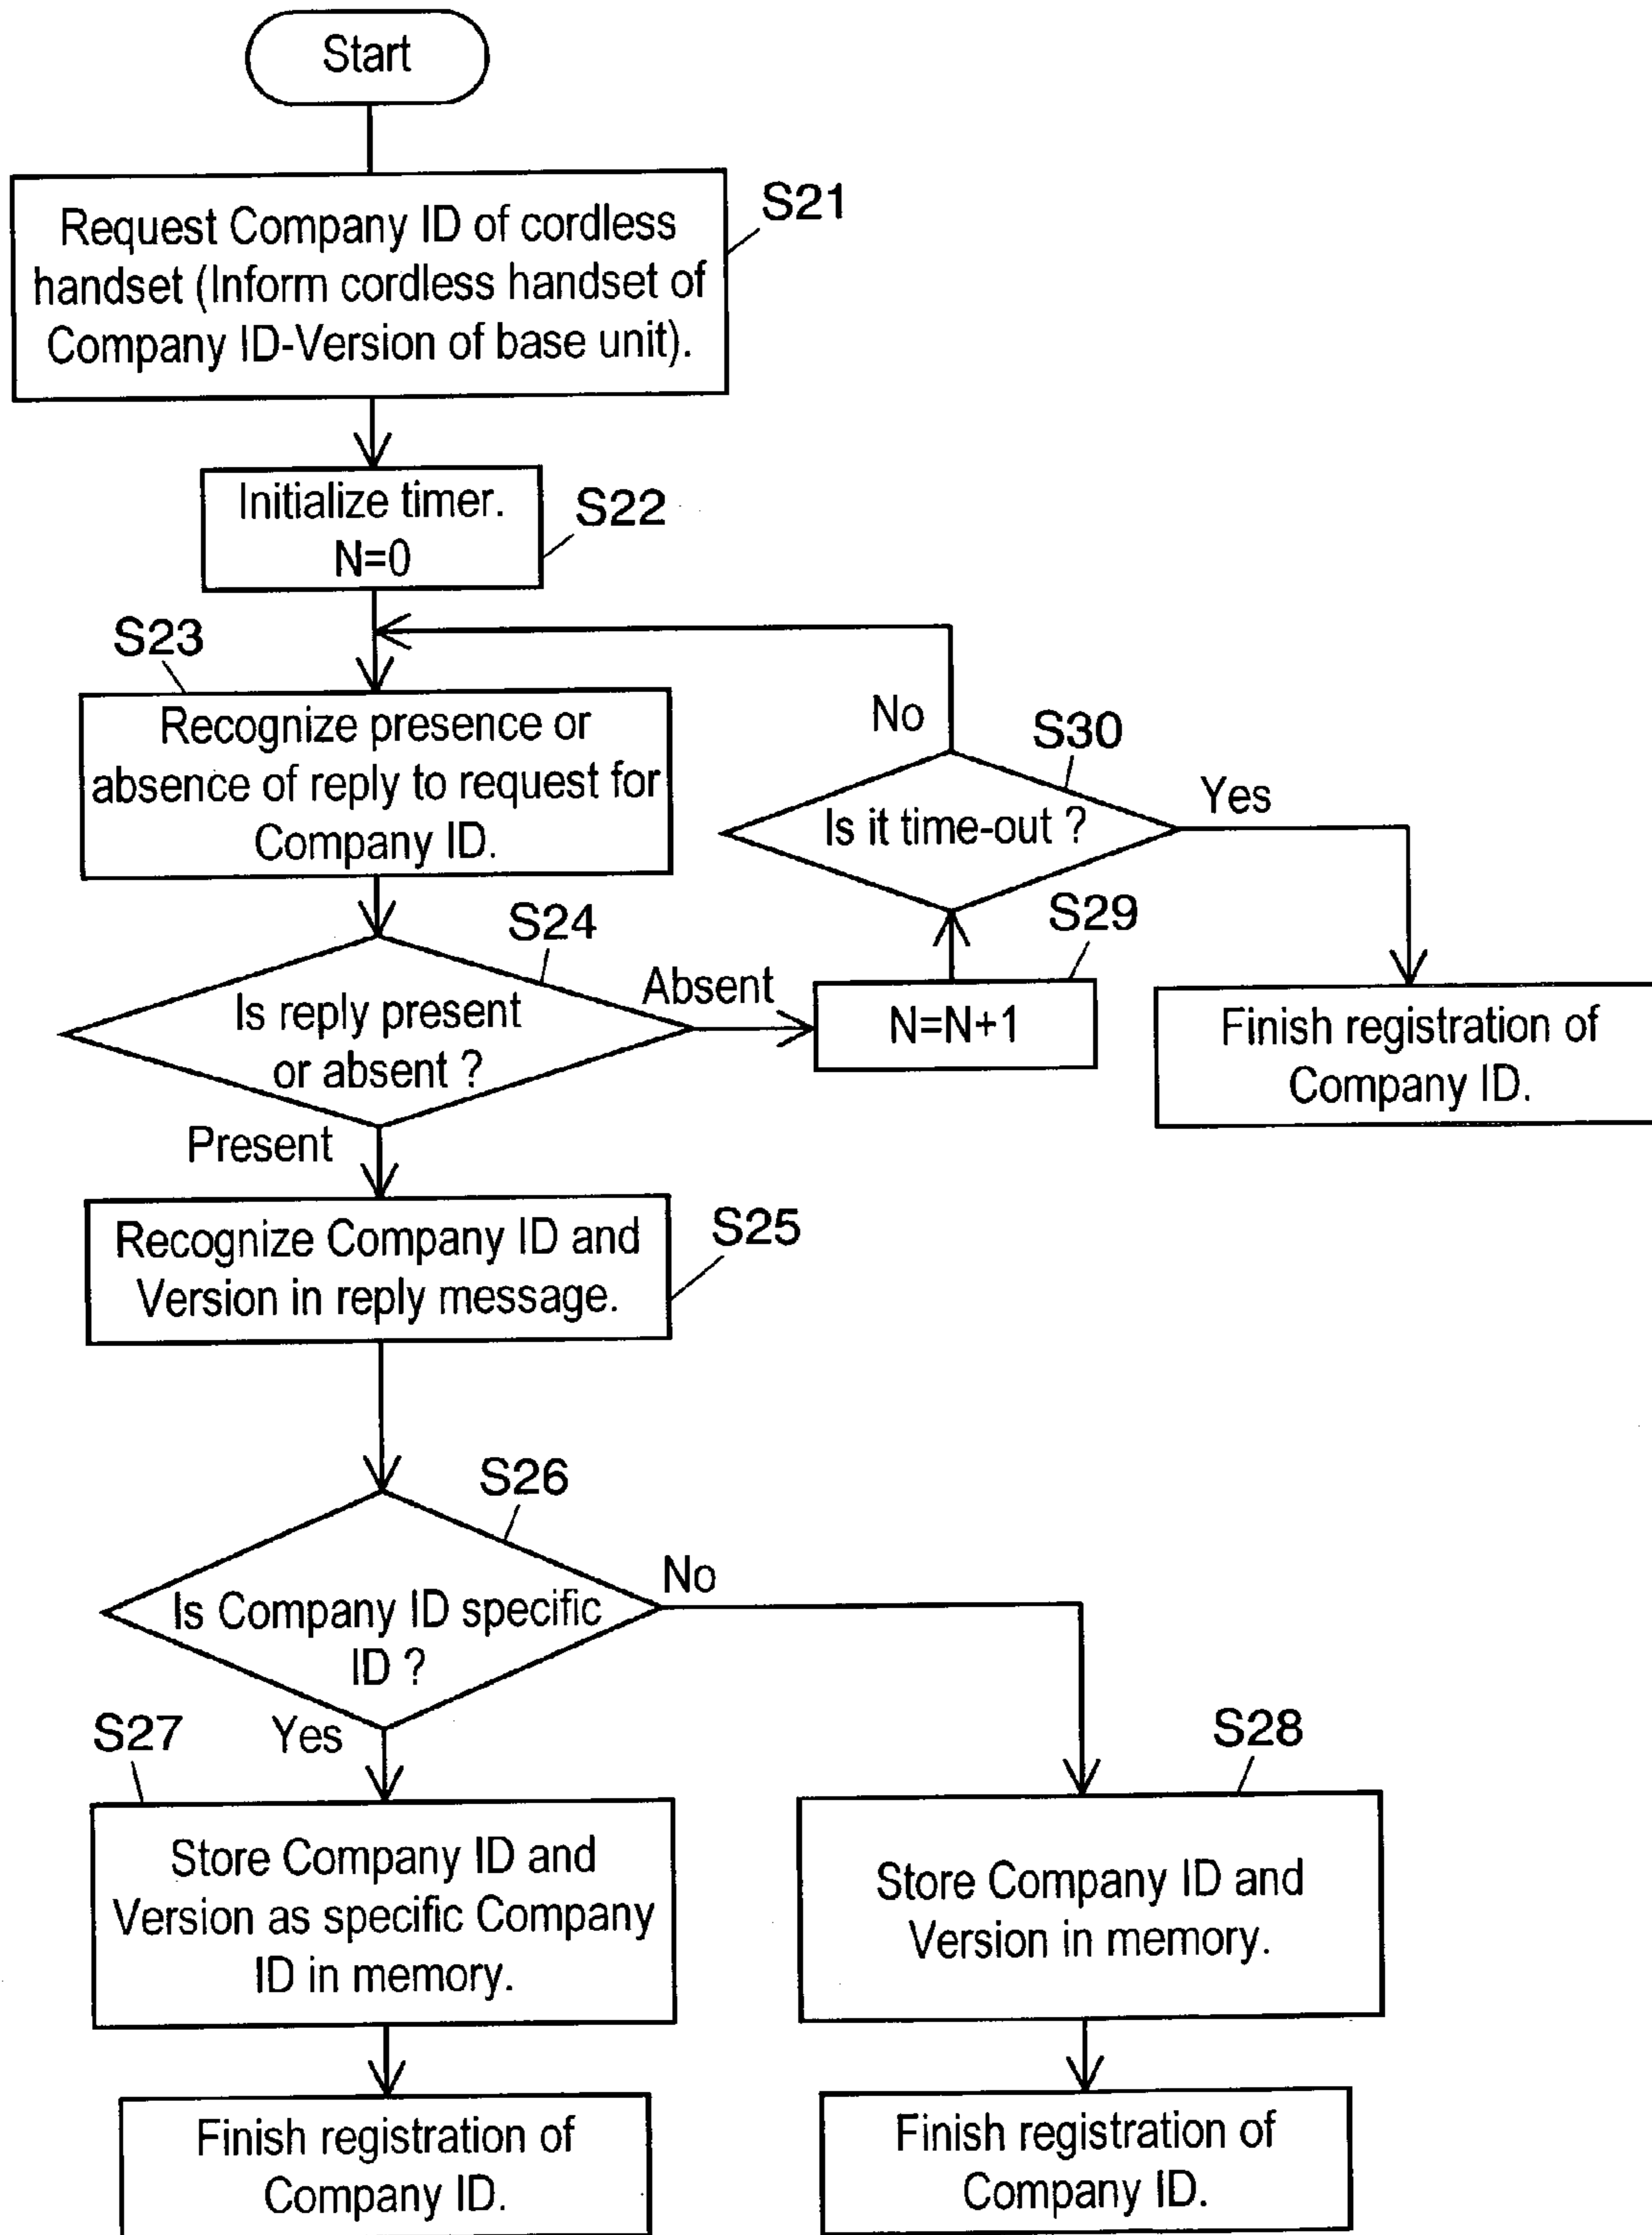 Start
Request Company ID of cordless
handset (Inform cordless handset of
Company ID-Version of base unit).
S21
Initialize timer.
N=0
S22
S23
Recognize presence or
absence of reply to request for
Company ID.
No
S30
Is it time-out ?
Yes
S24
Is reply present
or absent ?
Absent
S29
N=N+1
Finish registration of
Company ID.
Present
Recognize Company ID and
Version in reply message.
S25
S26
Is Company ID specific
ID ?
No
S27
Yes
S28
Store Company ID and
Version as specific Company
ID in memory.
Store Company ID and
Version in memory.
Finish registration of
Company ID.
Finish registration of
Company ID.